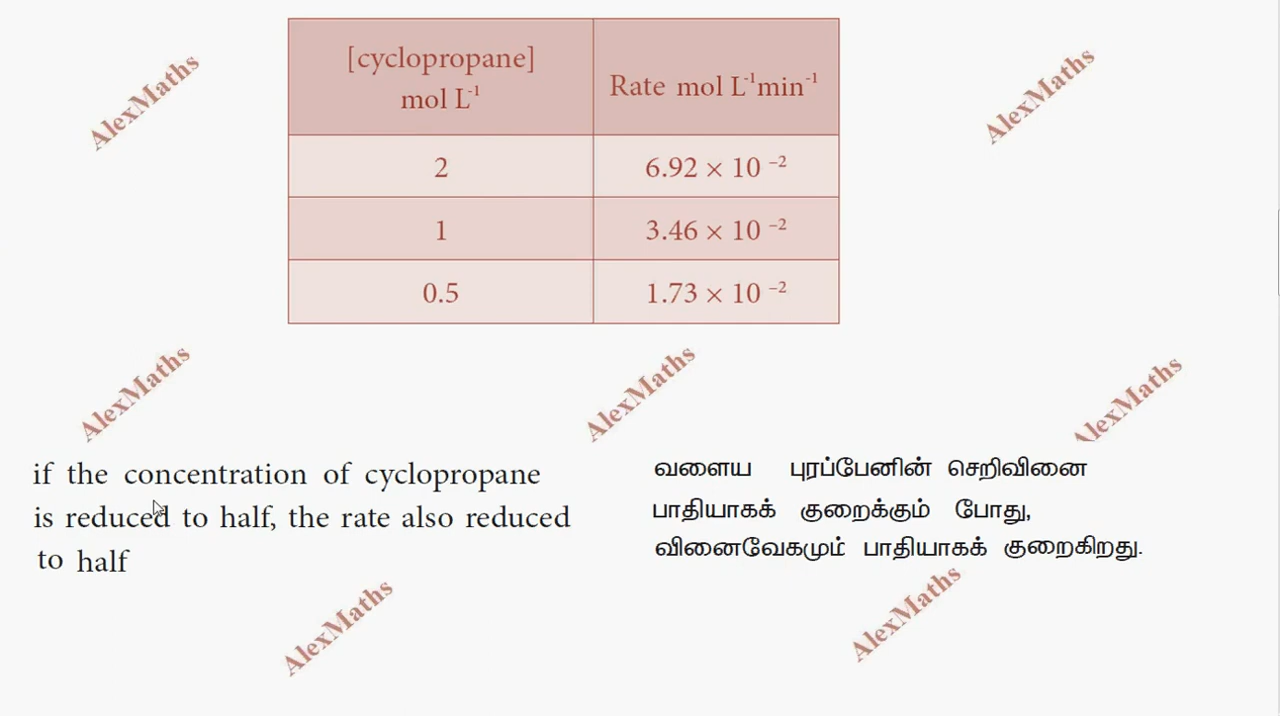 AlexMaths
AlexMaths
[cyclopropane] mol L⁻¹ Rate mol L⁻¹min⁻¹
2 6.92 × 10 ⁻²
1 3.46 × 10 ⁻²
0.5 1.73 × 10 ⁻²
AlexMaths
AlexMaths
AlexMaths
if the concentration of cyclopropane
is reduced to half, the rate also reduced
to half
வளைய புரப்பேனின் செறிவினை
பாதியாகக் குறைக்கும் போது,
வினைவேகமும் பாதியாகக் குறைகிறது.
AlexMaths
AlexMaths